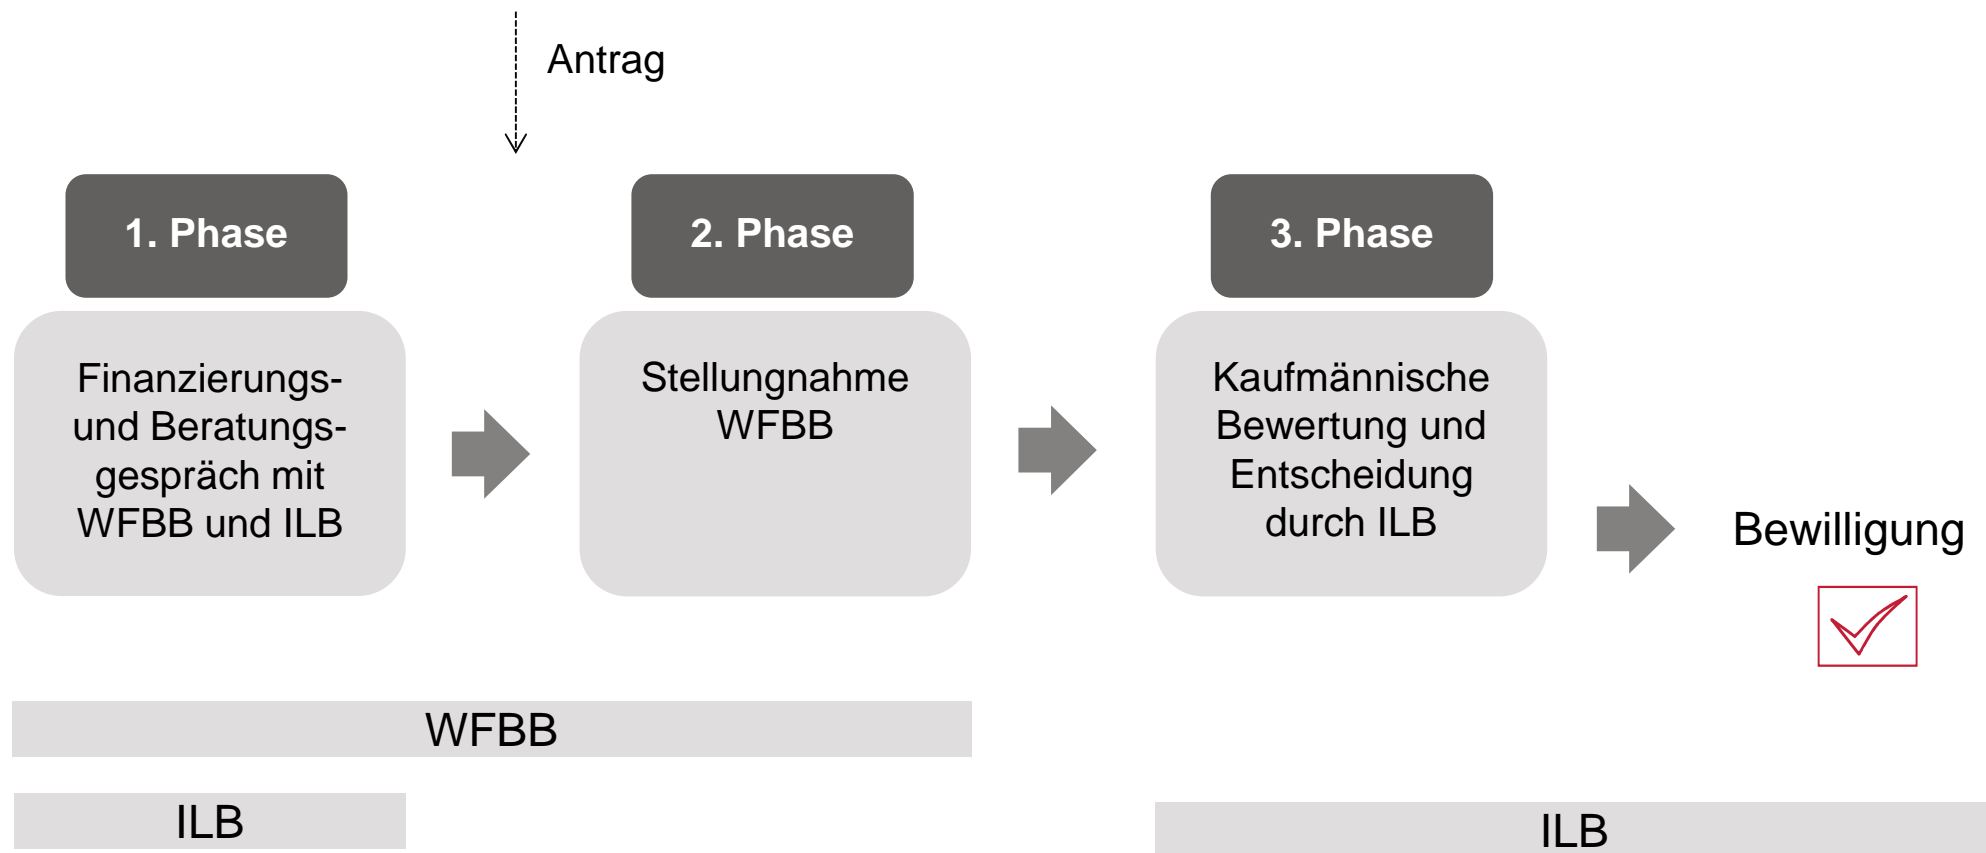 Antrag
1. Phase
2. Phase
3. Phase
Finanzierungs-
und Beratungs-
gespräch mit
WFBB und ILB
Stellungnahme
WFBB
Kaufmännische
Bewertung und
Entscheidung
durch ILB
Bewilligung
WFBB
ILB
ILB